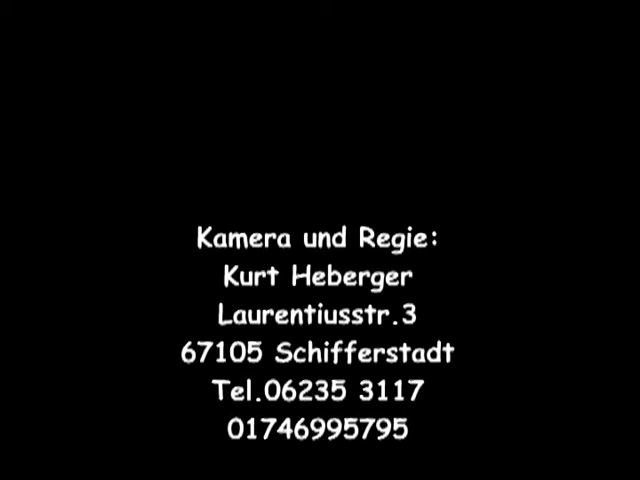 Kamera und Regie:
Kurt Heberger
Laurentiusstr.3
67105 Schifferstadt
Tel.06235 3117
01746995795